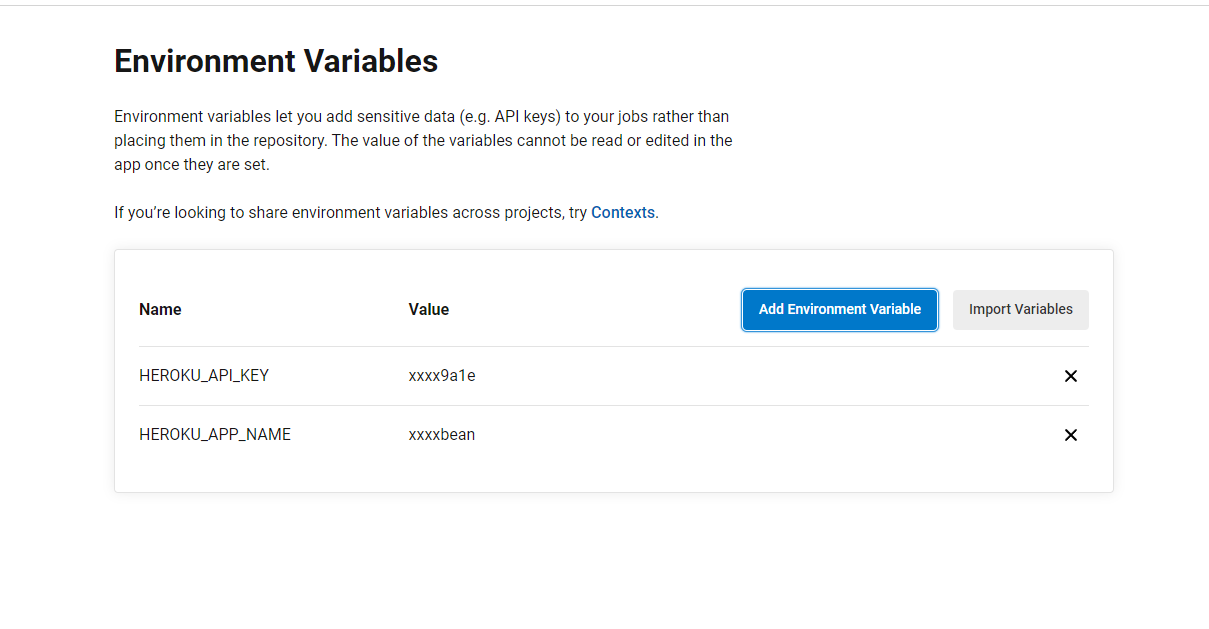 Environment Variables
Environment variables let you add sensitive data (e.g. API keys) to your jobs rather than
placing them in the repository. The value of the variables cannot be read or edited in the
app once they are set.
If you’re looking to share environment variables across projects, try Contexts.
Name Value Add Environment Variable Import Variables
HEROKU_API_KEY xxxx9a1e
HEROKU_APP_NAME xxxxbean